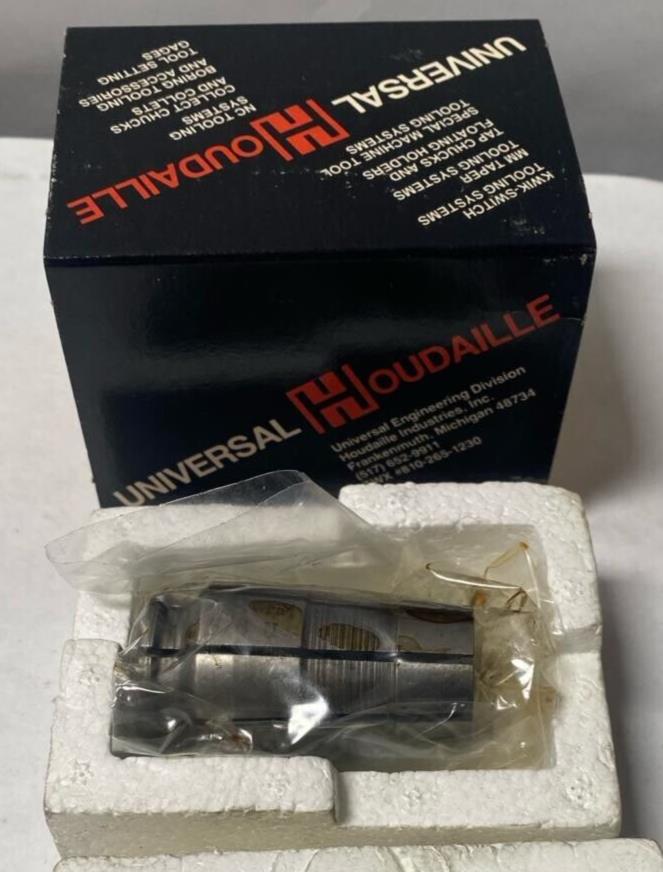 UNIVERSAL HOUDAILLE
NC TOOLING
SYSTEMS
COLLECT CHUCKS
AND COLLETS
BORING TOOLING
AND ACCESSORIES
TOOL SETTING
GAGES
KWIK-SWITCH
TOOLING SYSTEMS
MM TAPER
TOOLING SYSTEMS
TAP CHUCKS AND
FLOATING HOLDERS
SPECIAL MACHINE TOOL
TOOLING SYSTEMS
UNIVERSAL HOUDAILLE
Universal Engineering Division
Houdaille Industries, Inc.
Frankenmuth, Michigan 48734
(517) 652-9911
TWX #810-265-1230